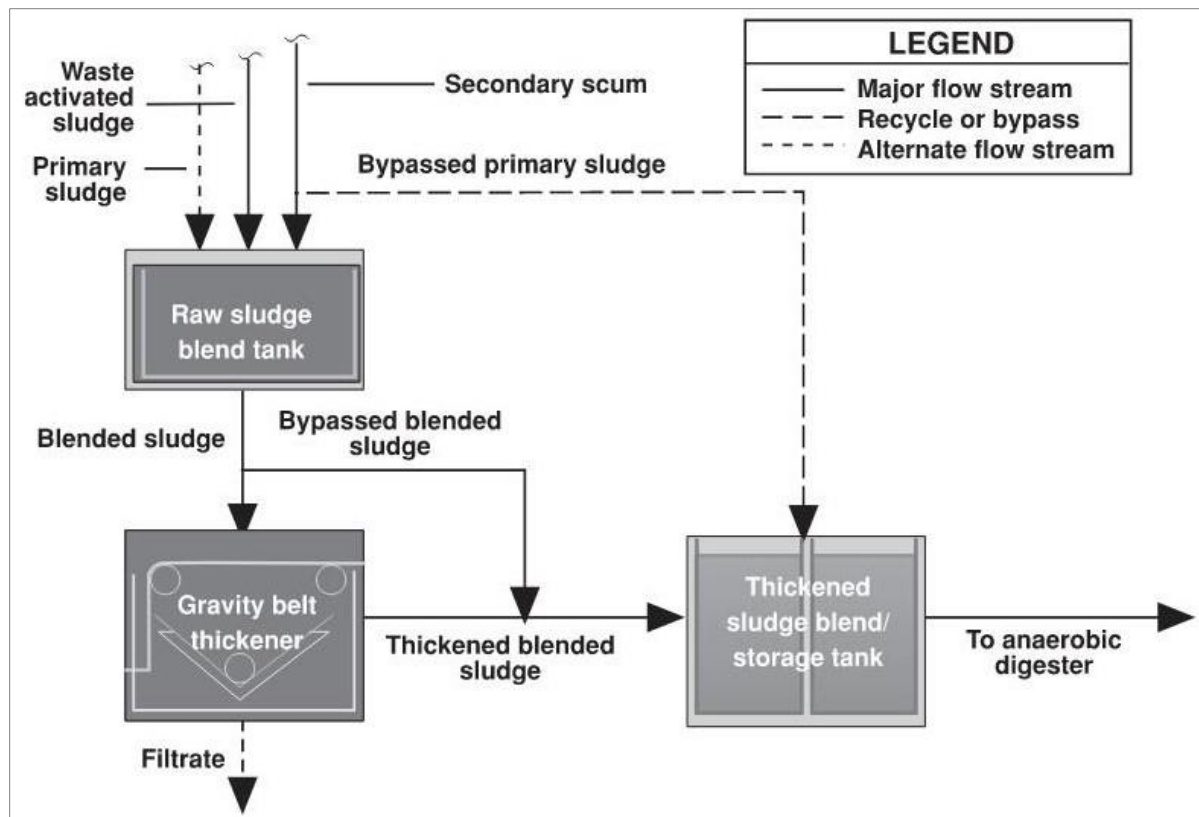 LEGEND
Major flow stream
Recycle or bypass
Alternate flow stream
Waste
activated
sludge
Secondary scum
Primary
sludge
Bypassed primary sludge
Raw sludge
blend tank
Blended sludge
Bypassed blended
sludge
Gravity belt
thickener
Thickened blended
sludge
Thickened
sludge blend/
storage tank
To anaerobic
digester
Filtrate